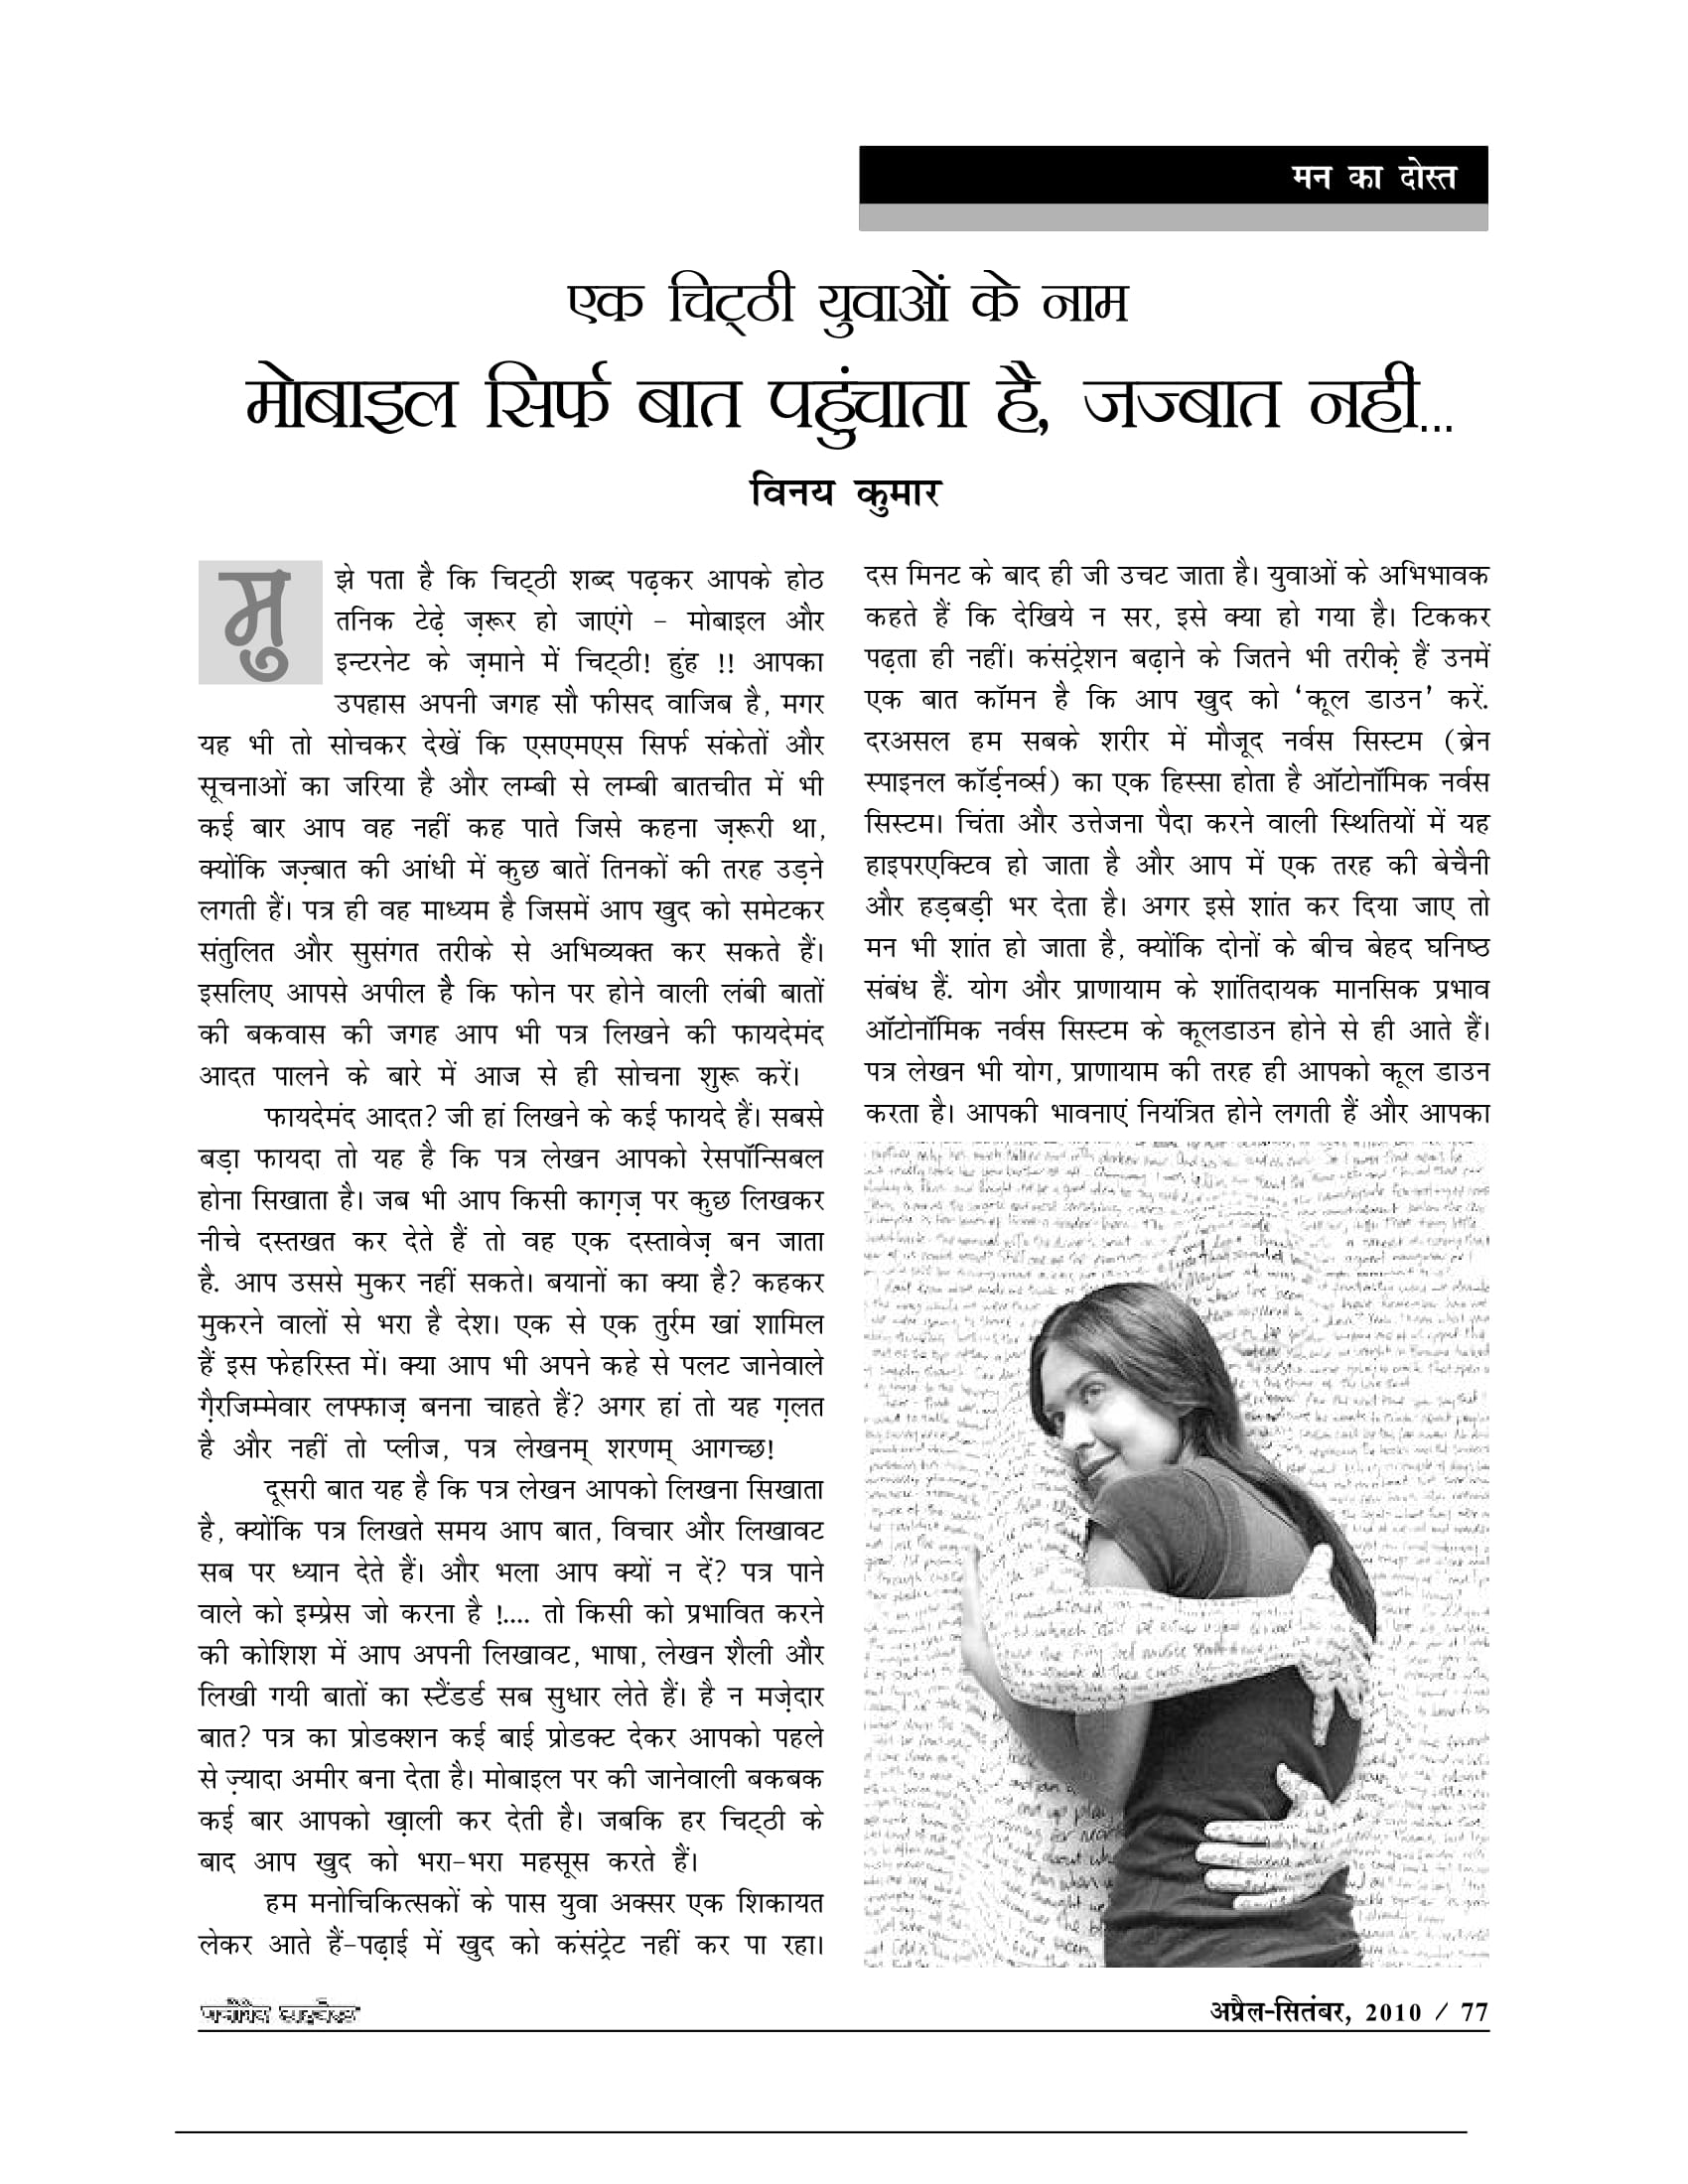 मन का दोस्त
एक चिट्ठी युवाओं के नाम
मोबाइल सिर्फ बात पहुंचाता है, जज्बात नहीं...
विनय कुमार
मुझे पता है कि चिट्ठी शब्द पढ़कर आपके होठ
तनिक टेढ़े ज़रूर हो जाएंगे – मोबाइल और
इन्टरनेट के ज़माने में चिट्ठी! हुंह !! आपका
उपहास अपनी जगह सौ फीसद वाजिब है, मगर
यह भी तो सोचकर देखें कि एसएमएस सिर्फ संकेतों और
सूचनाओं का जरिया है और लम्बी से लम्बी बातचीत में भी
कई बार आप वह नहीं कह पाते जिसे कहना ज़रूरी था,
क्योंकि जज़्बात की आंधी में कुछ बातें तिनकों की तरह उड़ने
लगती हैं। पत्र ही वह माध्यम है जिसमें आप खुद को समेटकर
संतुलित और सुसंगत तरीके से अभिव्यक्त कर सकते हैं।
इसलिए आपसे अपील है कि फोन पर होने वाली लंबी बातों
की बकवास की जगह आप भी पत्र लिखने की फायदेमंद
आदत पालने के बारे में आज से ही सोचना शुरू करें।
फायदेमंद आदत? जी हां लिखने के कई फायदे हैं। सबसे
बड़ा फायदा तो यह है कि पत्र लेखन आपको रेसपॉन्सिबल
होना सिखाता है। जब भी आप किसी काग़ज़ पर कुछ लिखकर
नीचे दस्तखत कर देते हैं तो वह एक दस्तावेज़ बन जाता
है. आप उससे मुकर नहीं सकते। बयानों का क्या है? कहकर
मुकरने वालों से भरा है देश। एक से एक तुर्रम खां शामिल
हैं इस फेहरिस्त में। क्या आप भी अपने कहे से पलट जानेवाले
ग़ैरजिम्मेवार लफ्फाज़ बनना चाहते हैं? अगर हां तो यह ग़लत
है और नहीं तो प्लीज, पत्र लेखनम् शरणम् आगच्छ!
दूसरी बात यह है कि पत्र लेखन आपको लिखना सिखाता
है, क्योंकि पत्र लिखते समय आप बात, विचार और लिखावट
सब पर ध्यान देते हैं। और भला आप क्यों न दें? पत्र पाने
वाले को इम्प्रेस जो करना है !.... तो किसी को प्रभावित करने
की कोशिश में आप अपनी लिखावट, भाषा, लेखन शैली और
लिखी गयी बातों का स्टैंडर्ड सब सुधार लेते हैं। है न मज़ेदार
बात? पत्र का प्रोडक्शन कई बाई प्रोडक्ट देकर आपको पहले
से ज़्यादा अमीर बना देता है। मोबाइल पर की जानेवाली बकबक
कई बार आपको ख़ाली कर देती है। जबकि हर चिट्ठी के
बाद आप खुद को भरा-भरा महसूस करते हैं।
हम मनोचिकित्सकों के पास युवा अक्सर एक शिकायत
लेकर आते हैं-पढ़ाई में खुद को कंसंट्रेट नहीं कर पा रहा।
दस मिनट के बाद ही जी उचट जाता है। युवाओं के अभिभावक
कहते हैं कि देखिये न सर, इसे क्या हो गया है। टिककर
पढ़ता ही नहीं। कंसंट्रेशन बढ़ाने के जितने भी तरीक़े हैं उनमें
एक बात कॉमन है कि आप खुद को ‘कूल डाउन’ करें.
दरअसल हम सबके शरीर में मौजूद नर्वस सिस्टम (ब्रेन
स्पाइनल कॉर्ड़नर्व्स) का एक हिस्सा होता है ऑटोनॉमिक नर्वस
सिस्टम। चिंता और उत्तेजना पैदा करने वाली स्थितियों में यह
हाइपरएक्टिव हो जाता है और आप में एक तरह की बेचैनी
और हड़बड़ी भर देता है। अगर इसे शांत कर दिया जाए तो
मन भी शांत हो जाता है, क्योंकि दोनों के बीच बेहद घनिष्ठ
संबंध हैं. योग और प्राणायाम के शांतिदायक मानसिक प्रभाव
ऑटोनॉमिक नर्वस सिस्टम के कूलडाउन होने से ही आते हैं।
पत्र लेखन भी योग, प्राणायाम की तरह ही आपको कूल डाउन
करता है। आपकी भावनाएं नियंत्रित होने लगती हैं और आपका
अप्रैल-सितंबर, 2010 / 77